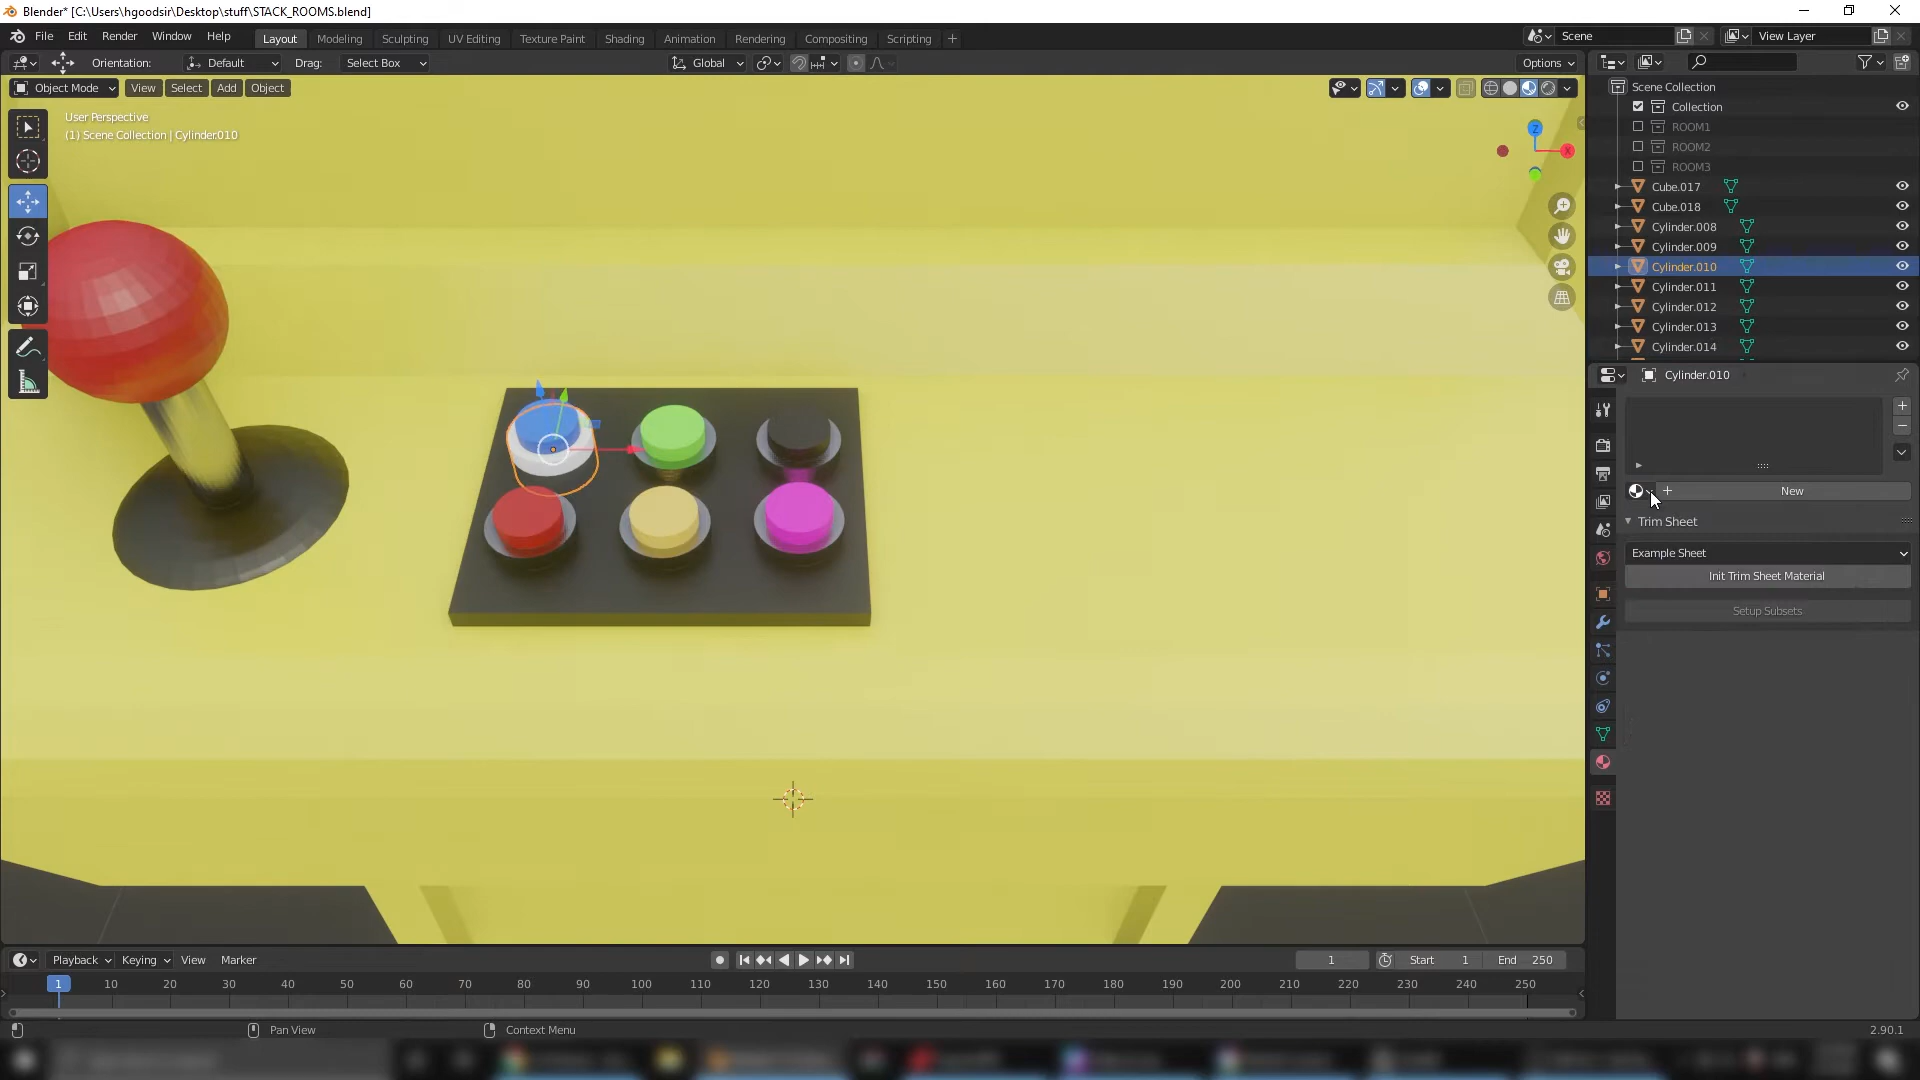 Blender* [C:\Users\hgoodsir\Desktop\stuff\STACK_ROOMS.blend]
File Edit Render Window Help Layout Modeling Sculpting UV Editing Texture Paint Shading Animation Rendering Compositing Scripting Scene View Layer
Orientation: Default Drag: Select Box Global Options
Object Mode View Select Add Object
User Perspective
(1) Scene Collection | Cylinder.010
Z
X
Scene Collection
Collection
ROOM1
ROOM2
ROOM3
Cube.017
Cube.018
Cylinder.008
Cylinder.009
Cylinder.010
Cylinder.011
Cylinder.012
Cylinder.013
Cylinder.014
Cylinder.010
New
Trim Sheet
Example Sheet
Init Trim Sheet Material
Setup Subsets
Playback Keying View Marker 1 Start 1 End 250
1 10 20 30 40 50 60 70 80 90 100 110 120 130 140 150 160 170 180 190 200 210 220 230 240 250
Pan View Context Menu 2.90.1